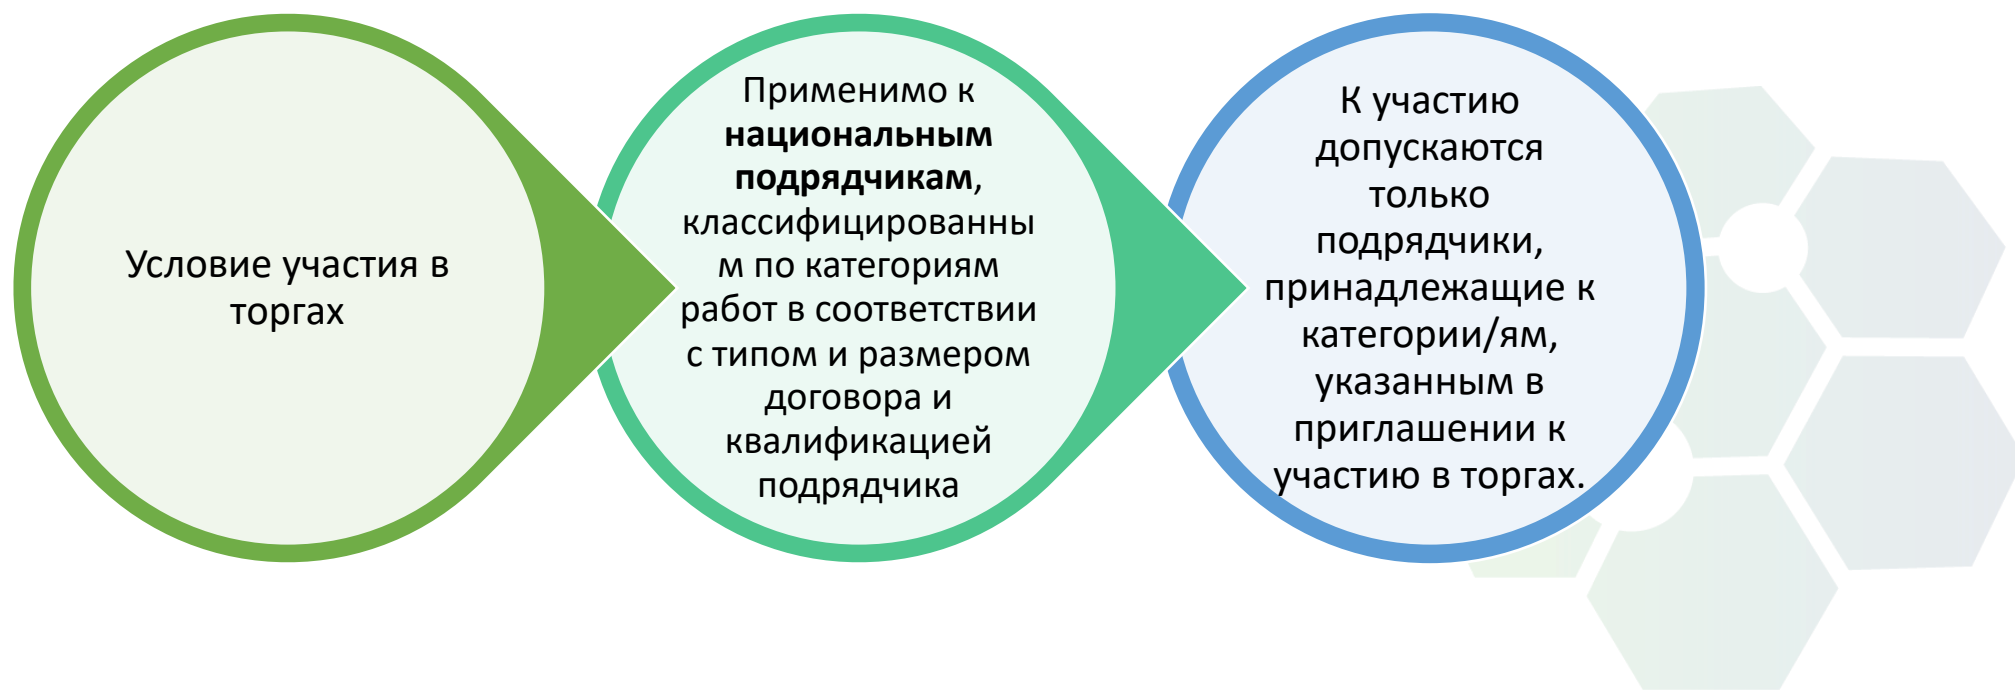 Условие участия в
торгах
Применимо к
национальным
подрядчикам,
классифицированны
м по категориям
работ в соответствии
с типом и размером
договора и
квалификацией
подрядчика
К участию
допускаются
только
подрядчики,
принадлежащие к
категории/ям,
указанным в
приглашении к
участию в торгах.